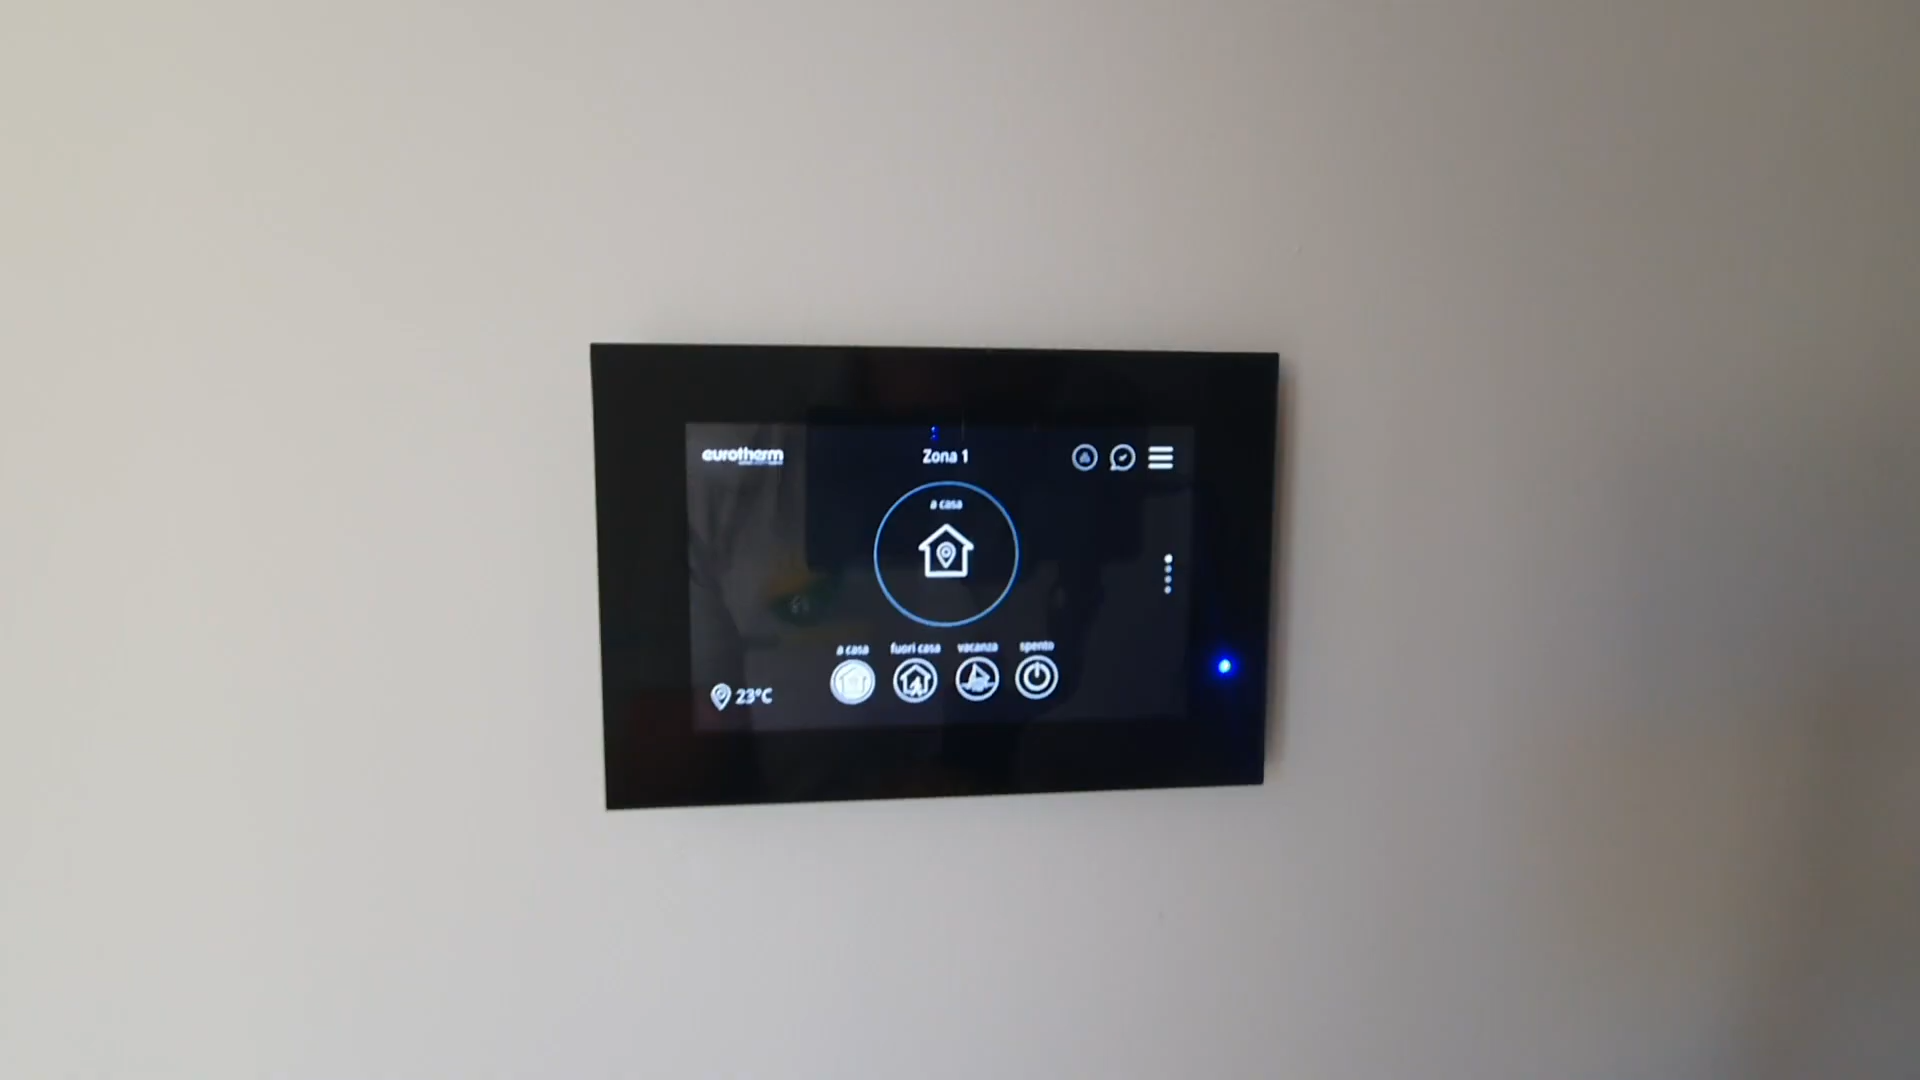 eurotherm
Zona 1
a casa
a casa fuori casa vacanza spento
23°C